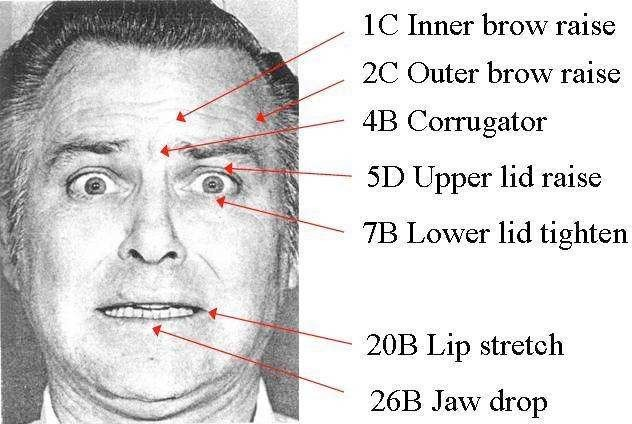 1C Inner brow raise
2C Outer brow raise
4B Corrugator
5D Upper lid raise
7B Lower lid tighten
20B Lip stretch
26B Jaw drop